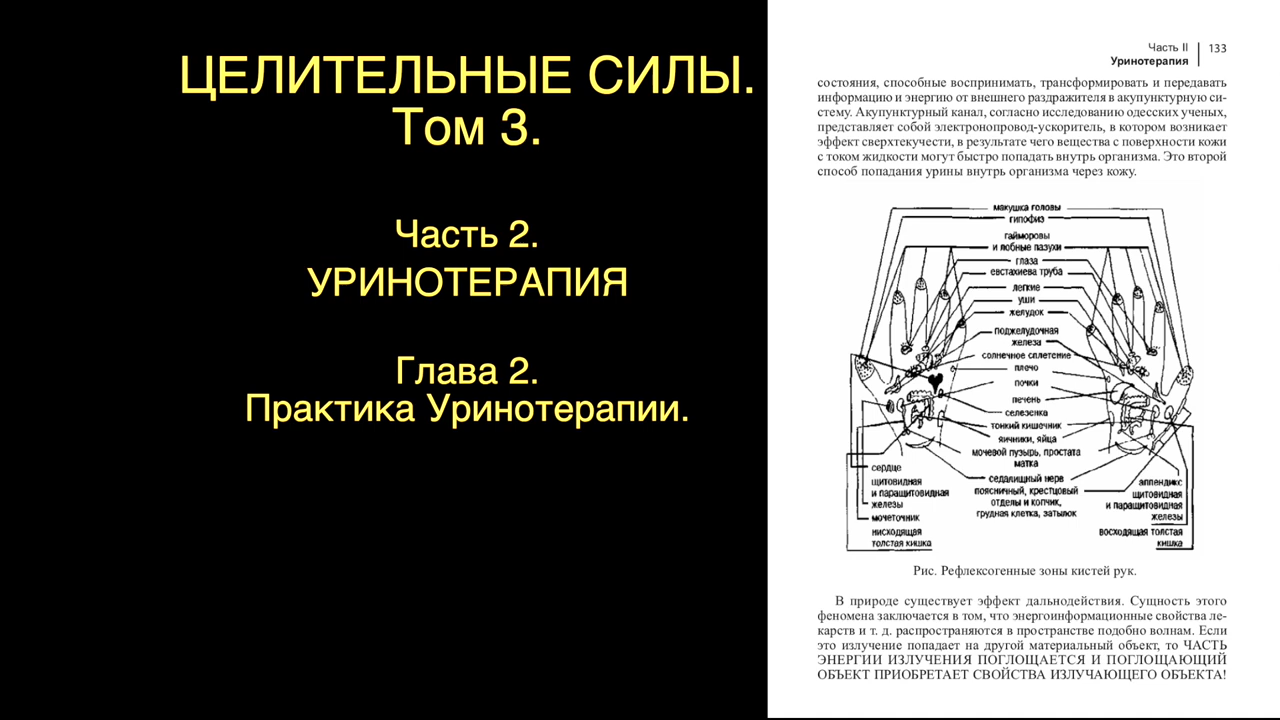 ЦЕЛИТЕЛЬНЫЕ СИЛЫ.
Том 3.
Часть 2.
УРИНОТЕРАПИЯ
Глава 2.
Практика Уринотерапии.
Часть II
133
Уринотерапия
состояния, способные воспринимать, трансформировать и передавать
информацию и энергию от внешнего раздражителя в акупунктурную си-
стему. Акупунктурный канал, согласно исследованию одесских ученых,
представляет собой электронопровод-ускоритель, в котором возникает
эффект сверхтекучести, в результате чего вещества с поверхности кожи
с током жидкости могут быстро попадать внутрь организма. Это второй
способ попадания урины внутрь организма через кожу.
макушка головы
гипофиз
гайморовы
и лобные пазухи
глаза
евстахиева труба
легкие
уши
желудок
поджелудочная
железа
солнечное сплетение
плечо
почки
печень
селезенка
тонкий кишечник
яичники, яйца
мочевой пузырь, простата
матка
сердце
щитовидная
и паращитовидная
железы
мочеточник
нисходящая
толстая кишка
седалищный нерв
поясничный, крестцовый
отделы и копчик,
грудная клетка, затылок
аппендикс
щитовидная
и паращитовидная
железы
восходящая толстая
кишка
Рис. Рефлексогенные зоны кистей рук.
В природе существует эффект дальнодействия. Сущность этого
феномена заключается в том, что энергоинформационные свойства ле-
карств и т. д. распространяются в пространстве подобно волнам. Если
это излучение попадает на другой материальный объект, то ЧАСТЬ
ЭНЕРГИИ ИЗЛУЧЕНИЯ ПОГЛОЩАЕТСЯ И ПОГЛОЩАЮЩИЙ
ОБЪЕКТ ПРИОБРЕТАЕТ СВОЙСТВА ИЗЛУЧАЮЩЕГО ОБЪЕКТА!